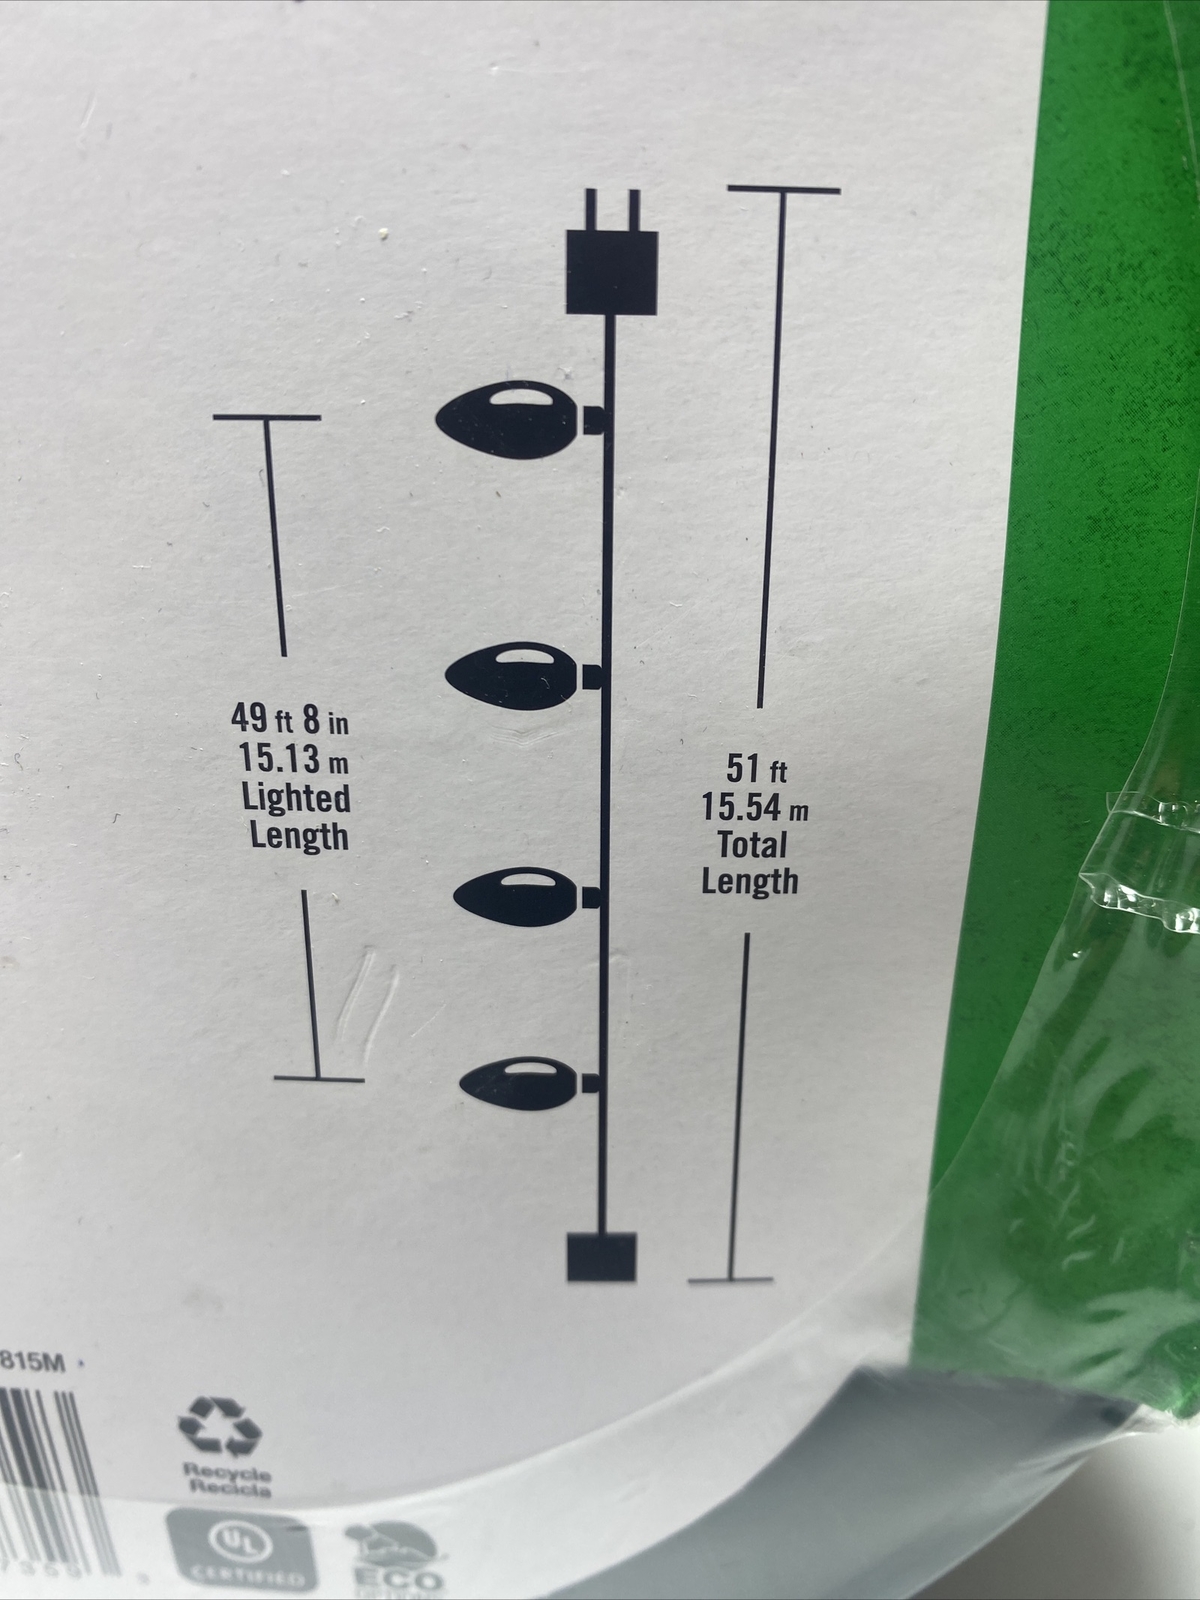 49 ft 8 in
15.13 m
Lighted
Length
51 ft
15.54 m
Total
Length
815M
Recycle
Recicla
UL
CERTIFIED
ECO